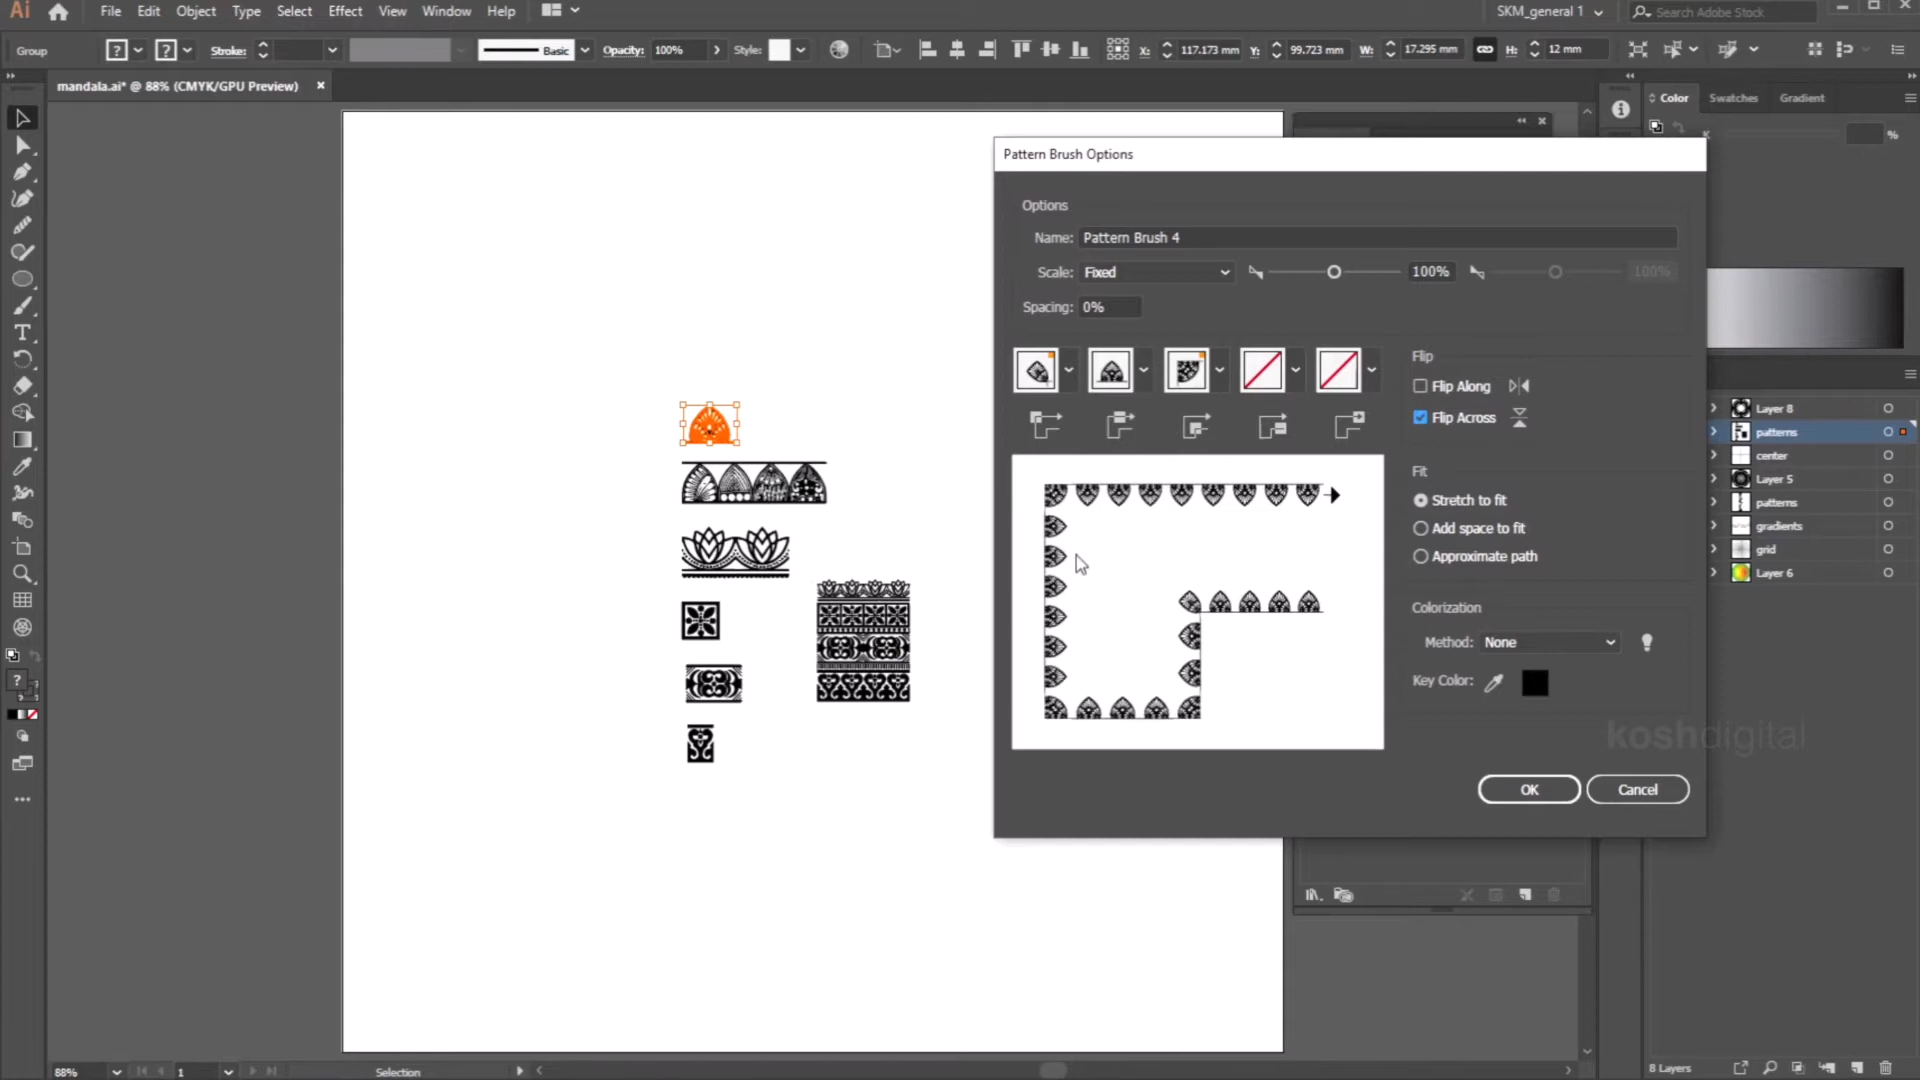 Ai File Edit Object Type Select Effect View Window Help SKM_general 1 Search Adobe Stock
Group ? ? Stroke: Basic Opacity: 100% Style: X: 117.173 mm Y: 99.723 mm W: 17.295 mm H: 12 mm
mandala.ai* @ 88% (CMYK/GPU Preview)
Color Swatches Gradient
K %
Pattern Brush Options
Options
Name: Pattern Brush 4
Scale: Fixed 100% 100%
Spacing: 0%
Flip
Flip Along
Flip Across
Fit
Stretch to fit
Add space to fit
Approximate path
Colorization
Method: None
Key Color:
OK Cancel
Layer 8
patterns
center
Layer 5
patterns
gradients
grid
Layer 6
koshdigital
?
88% 1 Selection 8 Layers